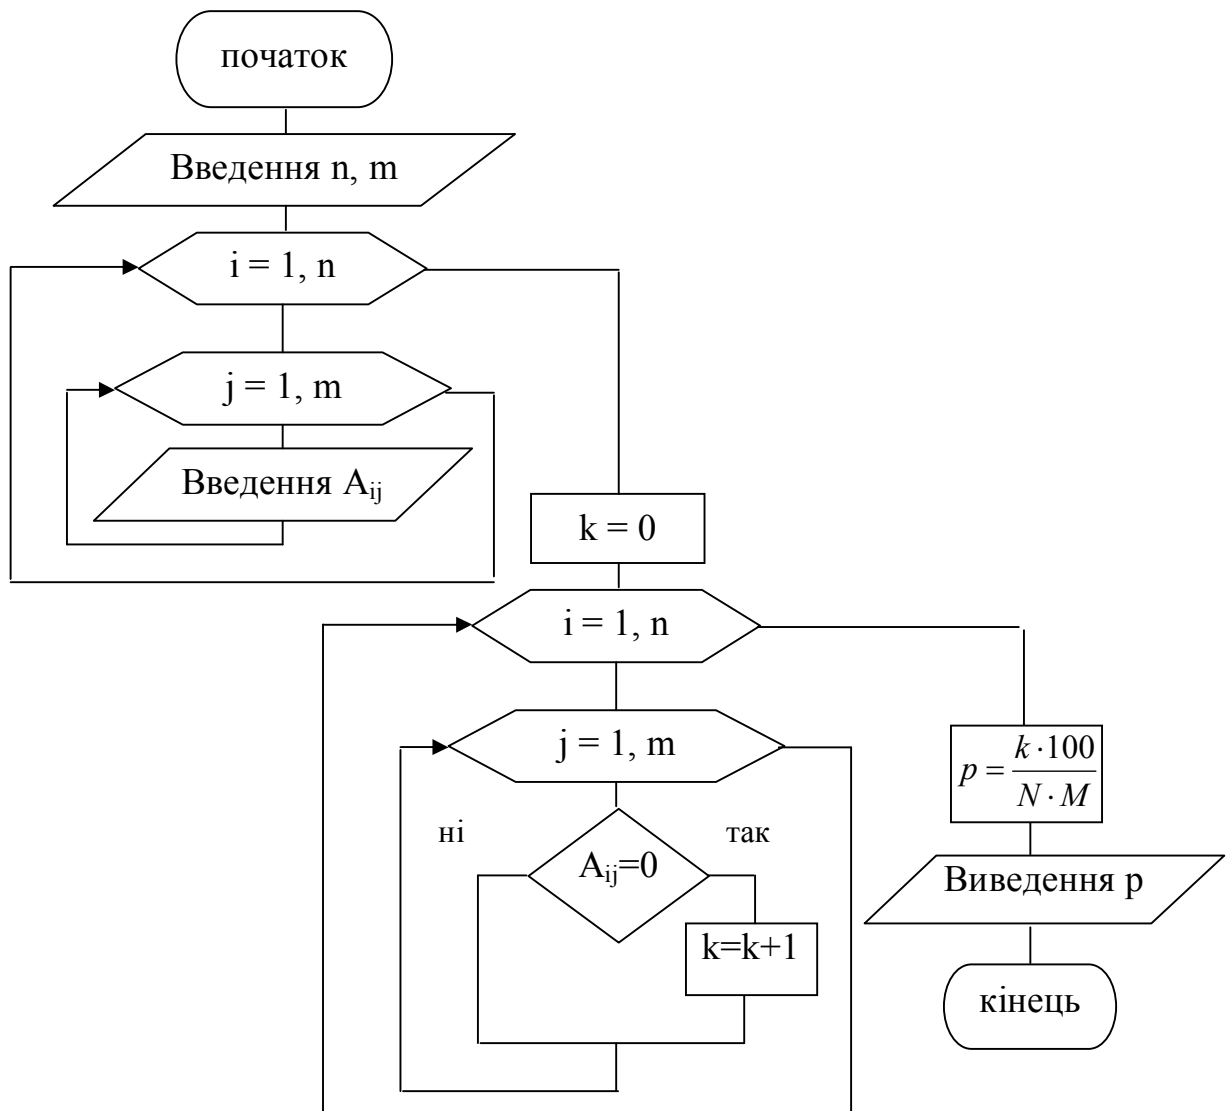 початок
Введення n, m
i = 1, n
j = 1, m
Введення Aij
k = 0
i = 1, n
j = 1, m
p = k·100 / N·M
ні
так
Aij=0
k=k+1
Виведення p
кінець